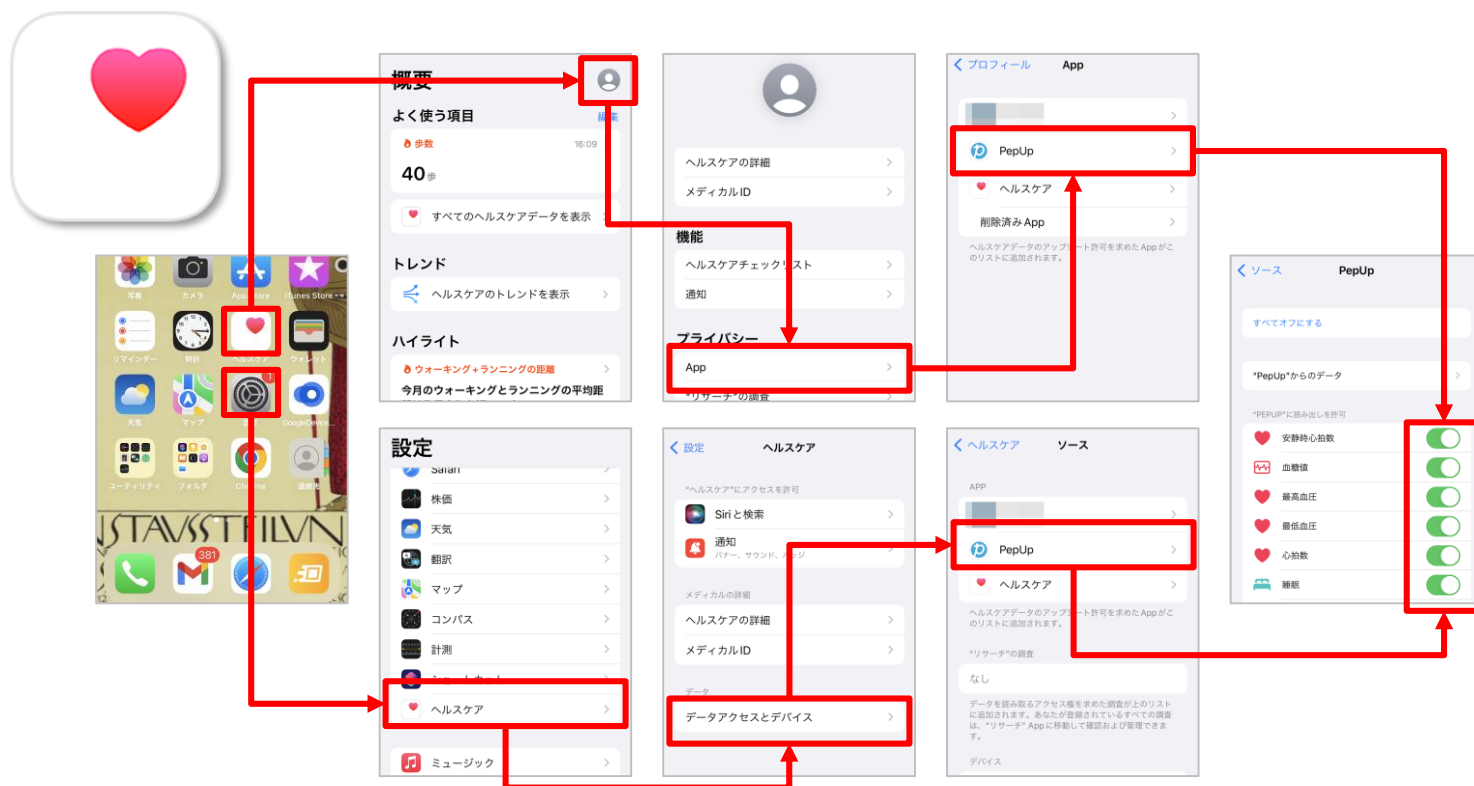 写真
カメラ
App Store
iTunes Store
リマインダー
時計
ヘルスケア
ウォレット
1
天気
マップ
設定
ユーティリティ
フォルダ
Chrome
連絡先
381
概要
よく使う項目
編集
歩数
16:09
40歩
すべてのヘルスケアデータを表示
トレンド
ヘルスケアのトレンドを表示
ハイライト
ウォーキング+ランニングの距離
今月のウォーキングとランニングの平均距
ヘルスケアの詳細
メディカルID
機能
ヘルスケアチェックリスト
通知
プライバシー
App
"リサーチ"の調査
プロフィール
App
PepUp
ヘルスケア
削除済みApp
ヘルスケアデータのアップデート許可を求めたAppがこ
のリストに追加されます。
設定
Safari
株価
天気
翻訳
マップ
コンパス
計測
ショートカット
ヘルスケア
ミュージック
設定
ヘルスケア
"ヘルスケア"にアクセスを許可
Siriと検索
通知
バナー、サウンド、バッジ
メディカルの詳細
ヘルスケアの詳細
メディカルID
データ
データアクセスとデバイス
ヘルスケア
ソース
APP
PepUp
ヘルスケア
ヘルスケアデータのアップデート許可を求めたAppがこ
のリストに追加されます。
"リサーチ"の調査
なし
データを読み取るアクセス権を求めた調査が上のリスト
に追加されます。あなたが登録されているすべての調査
は、"リサーチ"Appに移動して確認および管理できま
す。
デバイス
ソース
PepUp
すべてオフにする
"PepUp"からのデータ
"PEPUP"に読み出しを許可
安静時心拍数
血糖値
最高血圧
最低血圧
心拍数
睡眠